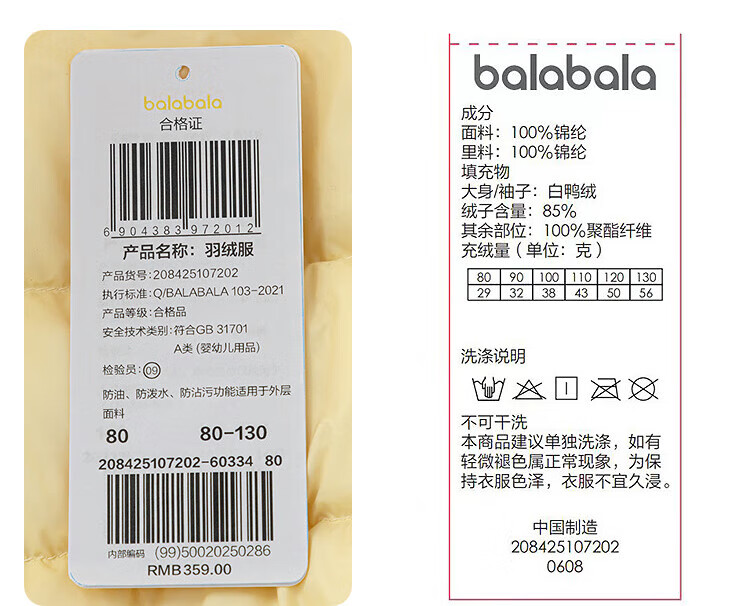 balabala
合格证
6904383972012
产品名称：羽绒服
产品货号:208425107202
执行标准:Q/BALABALA 103-2021
产品等级:合格品
安全技术类别:符合GB 31701
A类 (婴幼儿用品)
检验员:09
防油、防泼水、防沾污功能适用于外层
面料
80 80-130
208425107202-60334 80
内部编码 (99)50020250286
RMB359.00
balabala
成分
面料：100%锦纶
里料：100%锦纶
填充物
大身/袖子：白鸭绒
绒子含量：85%
其余部位：100%聚酯纤维
充绒量（单位：克）
80 90 100 110 120 130
29 32 38 43 50 56
洗涤说明
不可干洗
本商品建议单独洗涤，如有
轻微褪色属正常现象，为保
持衣服色泽，衣服不宜久浸。
中国制造
208425107202
0608